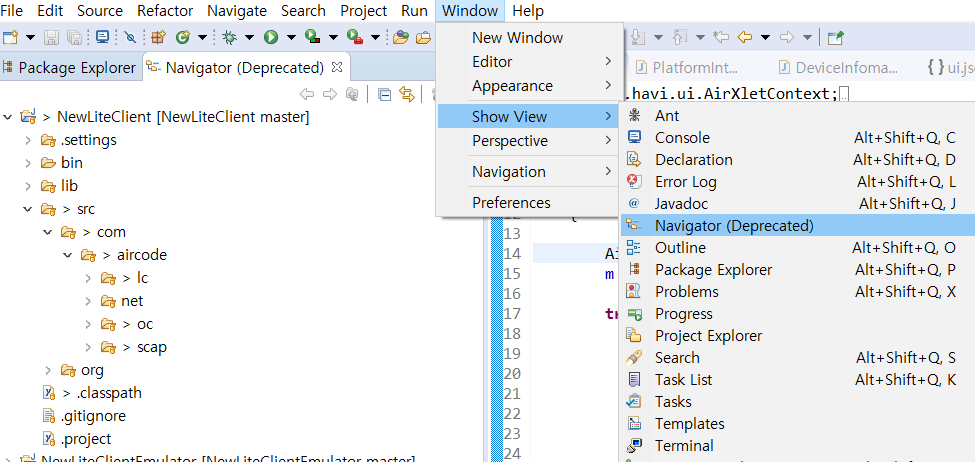 File Edit Source Refactor Navigate Search Project Run Window Help
Package Explorer Navigator (Deprecated)
> NewLiteClient [NewLiteClient master]
.settings
bin
lib
> src
> com
> aircode
> lc
net
> oc
> scap
org
> .classpath
.gitignore
.project
NewLiteClientEmulator [NewLiteClientEmulator master]
New Window
Editor
Appearance
Show View
Perspective
Navigation
Preferences
PlatformInt... DeviceInfoma...
.havi.ui.AirXletContext;
Ant
Console Alt+Shift+Q, C
Declaration Alt+Shift+Q, D
Error Log Alt+Shift+Q, L
Javadoc Alt+Shift+Q, J
Navigator (Deprecated)
Outline Alt+Shift+Q, O
Package Explorer Alt+Shift+Q, P
Problems Alt+Shift+Q, X
Progress
Project Explorer
Search Alt+Shift+Q, S
Task List Alt+Shift+Q, K
Tasks
Templates
Terminal
13
14 Ai
15 m
16
17 tr
18
19
20
21
22
23
24